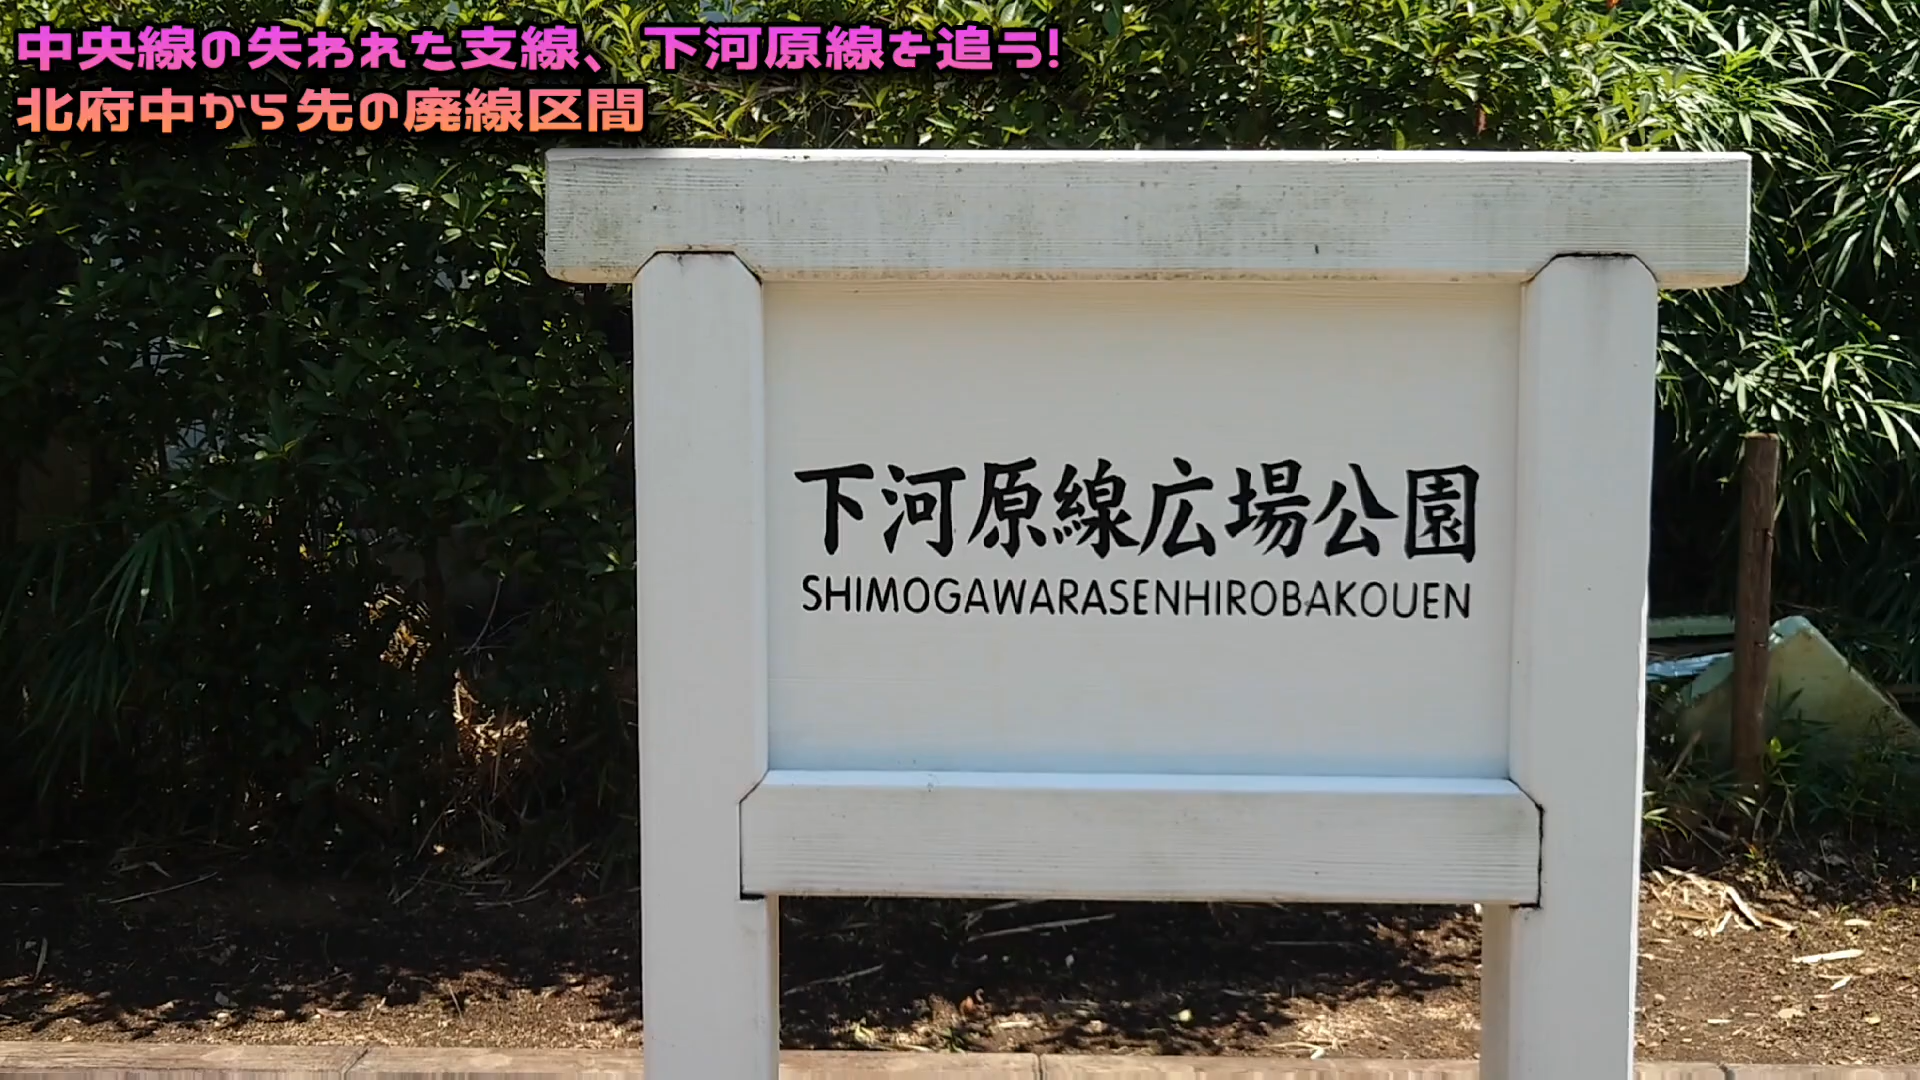 中央線の失われた支線、下河原線を追う!
北府中から先の廃線区間
下河原線広場公園
SHIMOGAWARASENHIROBAKOUEN